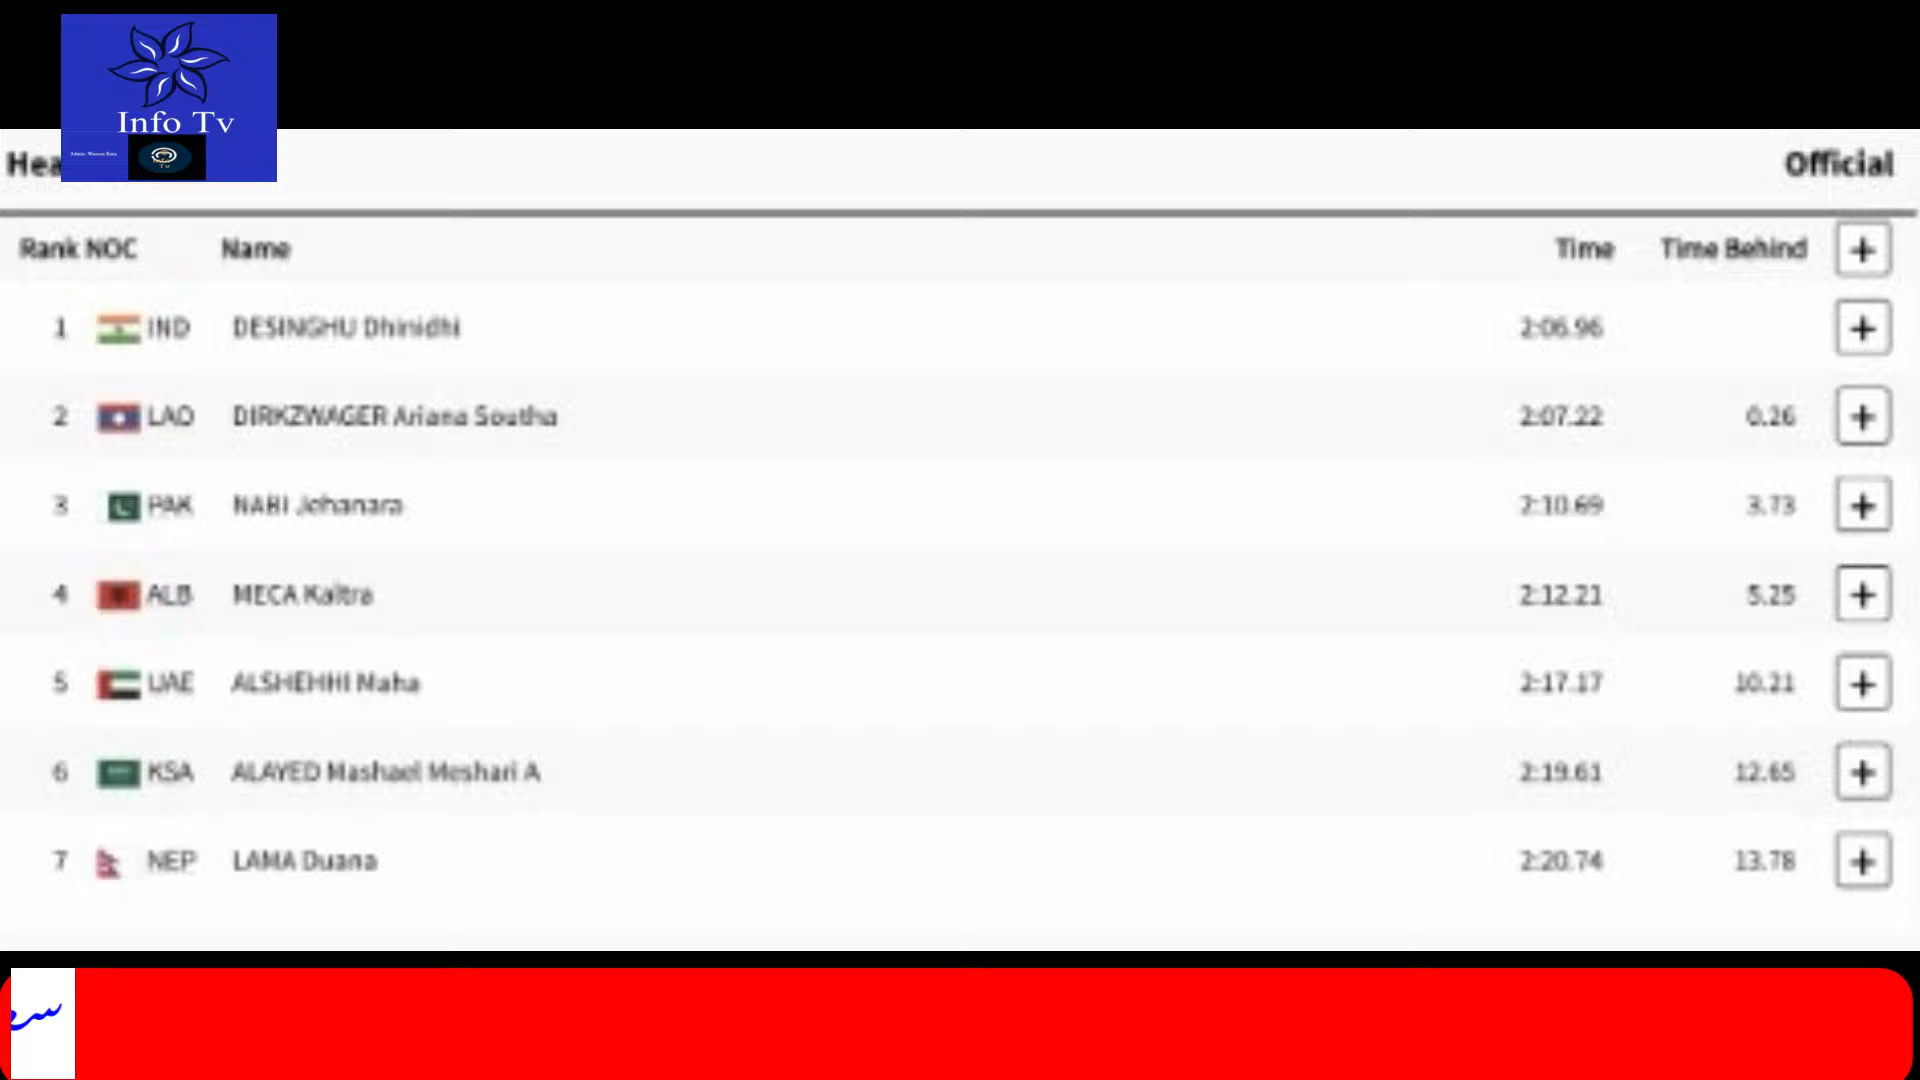 Info Tv
Hea
Official
Rank NOC Name Time Time Behind +
1 IND DESINGHU Dhinidhi 2:06.96 +
2 LAO DIRKZWAGER Ariana Southa 2:07.22 0.26 +
3 PAK NABI Jehanara 2:10.69 3.73 +
4 ALB MECA Kaltra 2:12.21 5.25 +
5 UAE ALSHEHHI Maha 2:17.17 10.21 +
6 KSA ALAYED Mashael Meshari A 2:19.61 12.65 +
7 NEP LAMA Duana 2:20.74 13.78 +